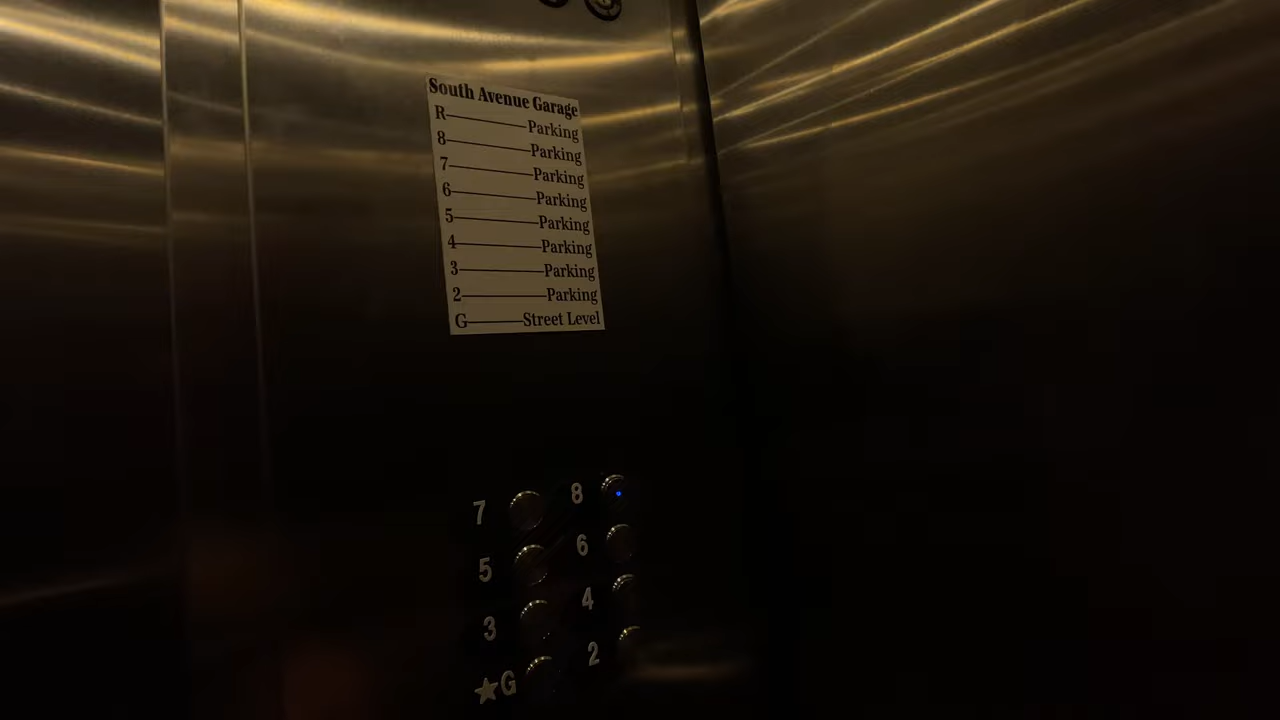 South Avenue Garage
R Parking
8 Parking
7 Parking
6 Parking
5 Parking
4 Parking
3 Parking
2 Parking
G Street Level
7 8
5 6
3 4
★G 2